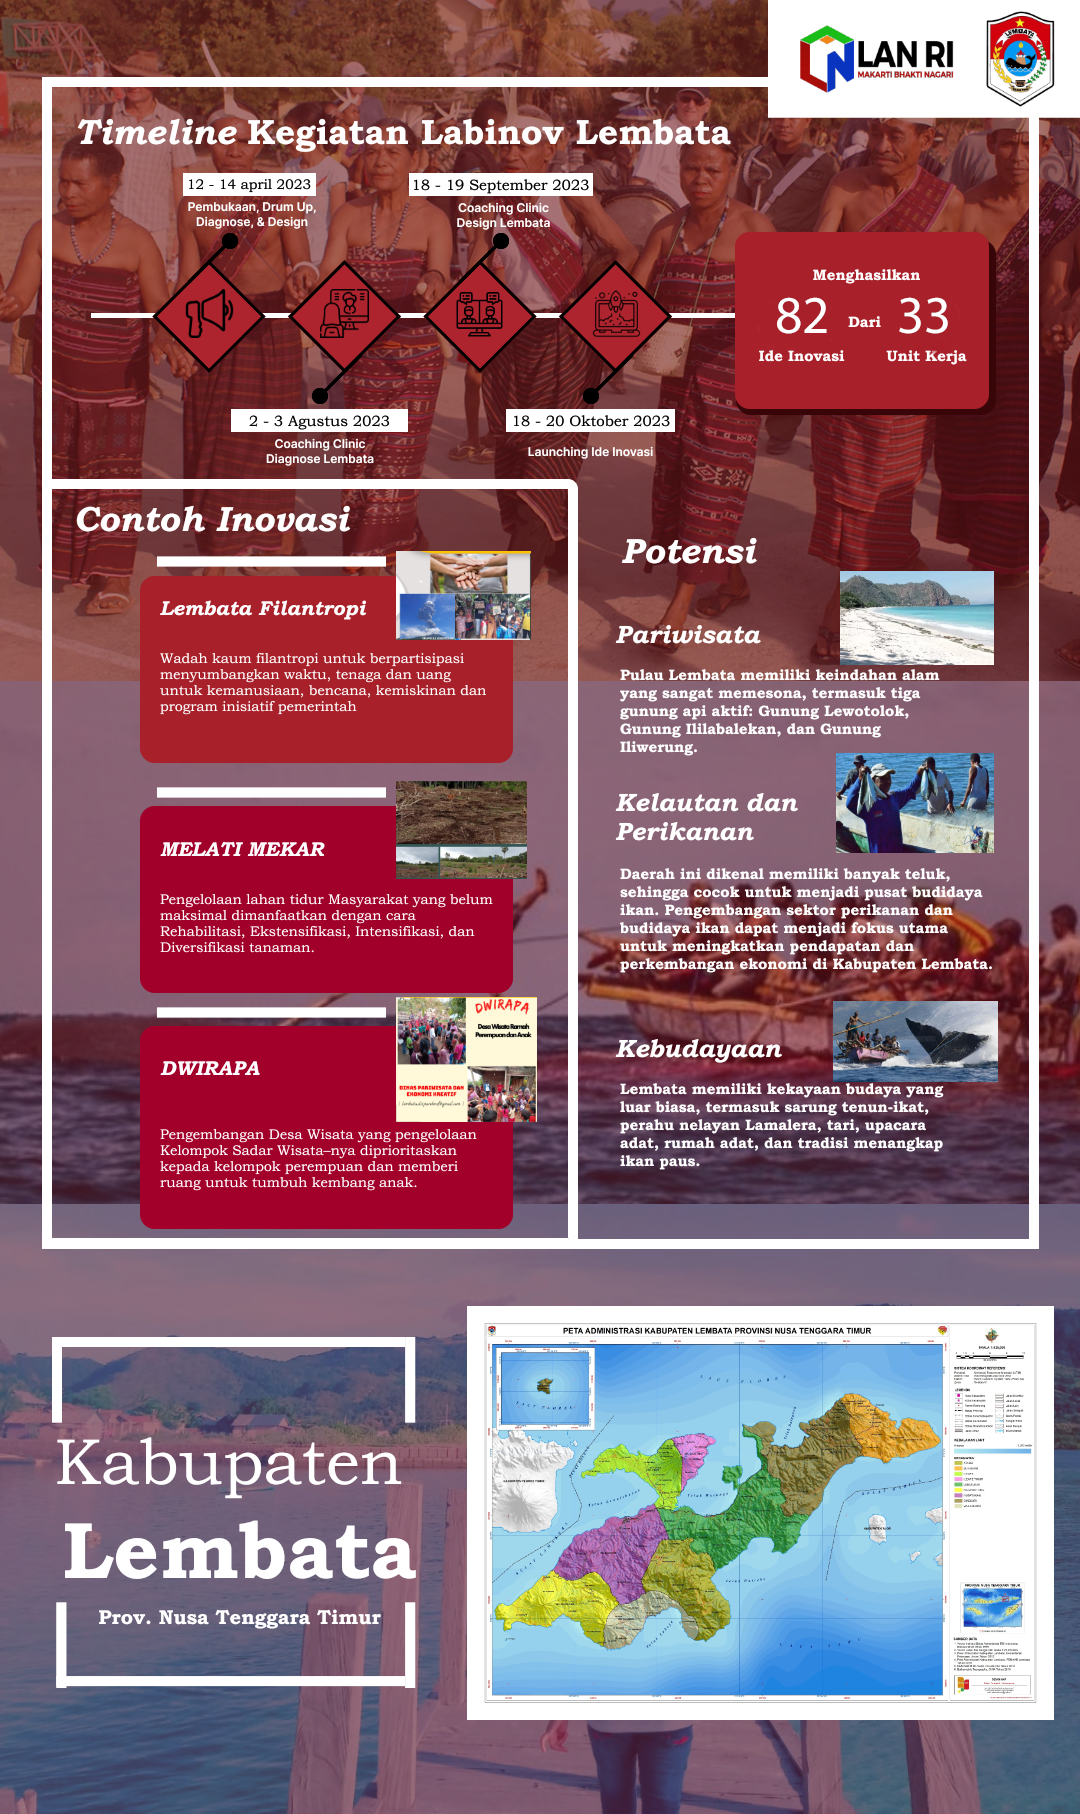 LAN RI
MAKARTI BHAKTI NAGARI
LEMBATA
Timeline Kegiatan Labinov Lembata
12 - 14 april 2023
Pembukaan, Drum Up,
Diagnose, & Design
18 - 19 September 2023
Coaching Clinic
Design Lembata
2 - 3 Agustus 2023
Coaching Clinic
Diagnose Lembata
18 - 20 Oktober 2023
Launching Ide Inovasi
Menghasilkan
82 Dari 33
Ide Inovasi Unit Kerja
Contoh Inovasi
Lembata Filantropi
Wadah kaum filantropi untuk berpartisipasi
menyumbangkan waktu, tenaga dan uang
untuk kemanusiaan, bencana, kemiskinan dan
program inisiatif pemerintah
MELATI MEKAR
Pengelolaan lahan tidur Masyarakat yang belum
maksimal dimanfaatkan dengan cara
Rehabilitasi, Ekstensifikasi, Intensifikasi, dan
Diversifikasi tanaman.
DWIRAPA
Desa Wisata Ramah
Perempuan dan Anak
DINAS PARIWISATA DAN
EKONOMI KREATIF
DWIRAPA
Pengembangan Desa Wisata yang pengelolaan
Kelompok Sadar Wisata–nya diprioritaskan
kepada kelompok perempuan dan memberi
ruang untuk tumbuh kembang anak.
Potensi
Pariwisata
Pulau Lembata memiliki keindahan alam
yang sangat memesona, termasuk tiga
gunung api aktif: Gunung Lewotolok,
Gunung Ililabalekan, dan Gunung
Iliwerung.
Kelautan dan
Perikanan
Daerah ini dikenal memiliki banyak teluk,
sehingga cocok untuk menjadi pusat budidaya
ikan. Pengembangan sektor perikanan dan
budidaya ikan dapat menjadi fokus utama
untuk meningkatkan pendapatan dan
perkembangan ekonomi di Kabupaten Lembata.
Kebudayaan
Lembata memiliki kekayaan budaya yang
luar biasa, termasuk sarung tenun-ikat,
perahu nelayan Lamalera, tari, upacara
adat, rumah adat, dan tradisi menangkap
ikan paus.
Kabupaten
Lembata
Prov. Nusa Tenggara Timur
PETA ADMINISTRASI KABUPATEN LEMBATA PROVINSI NUSA TENGGARA TIMUR